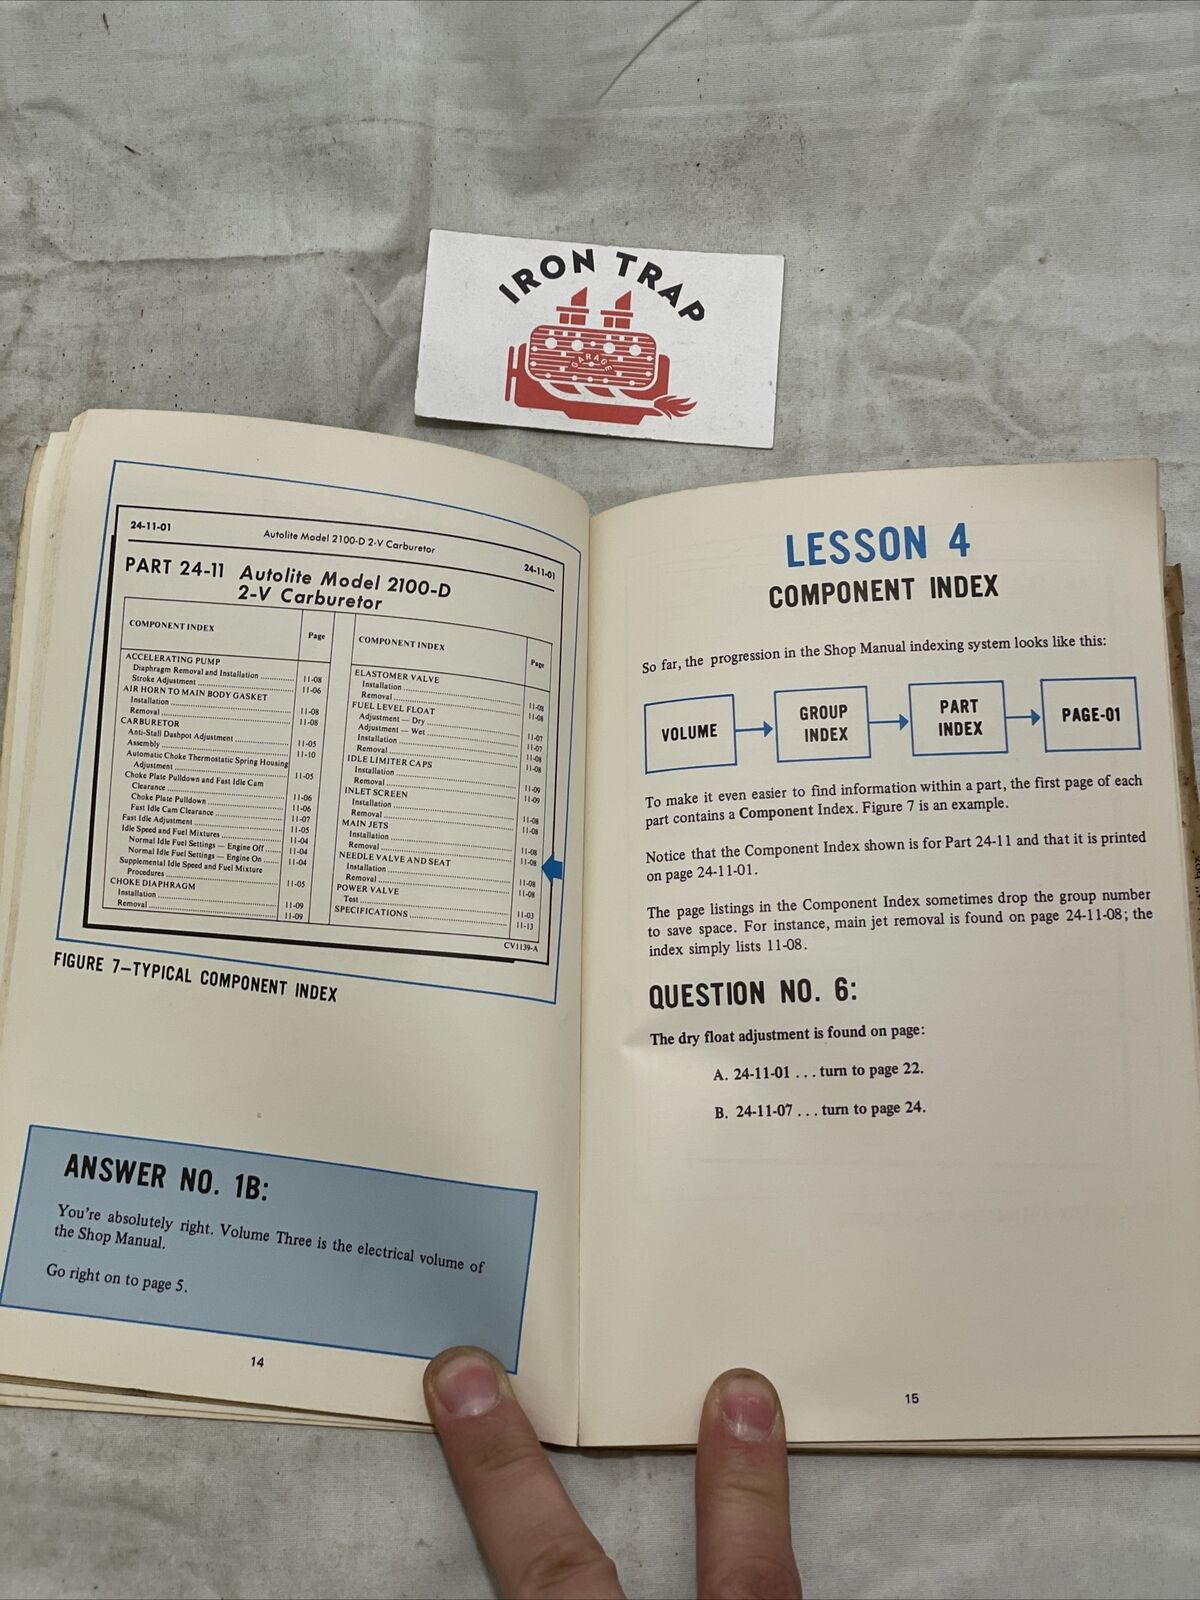 IRON TRAP
GARAGE
24-11-01
Autolite Model 2100-D 2-V Carburetor
24-11-01
PART 24-11 Autolite Model 2100-D
2-V Carburetor
COMPONENT INDEX Page
ACCELERATING PUMP
Diaphragm Removal and Installation 11-08
Stroke Adjustment 11-06
AIR HORN TO MAIN BODY GASKET
Installation 11-08
Removal 11-08
CARBURETOR
Anti-Stall Dashpot Adjustment 11-05
Assembly 11-10
Automatic Choke Thermostatic Spring Housing
Adjustment 11-05
Choke Plate Pulldown and Fast Idle Cam
Clearance 11-06
Choke Plate Pulldown 11-06
Fast Idle Cam Clearance 11-07
Fast Idle Adjustment 11-05
Idle Speed and Fuel Mixtures 11-04
Normal Idle Fuel Settings — Engine Off 11-04
Normal Idle Fuel Settings — Engine On 11-04
Supplemental Idle Speed and Fuel Mixture
Procedures 11-05
CHOKE DIAPHRAGM
Installation 11-09
Removal 11-09
COMPONENT INDEX Page
ELASTOMER VALVE
Installation 11-08
Removal 11-08
FUEL LEVEL FLOAT
Adjustment — Dry 11-07
Adjustment — Wet 11-07
Installation 11-08
Removal 11-08
IDLE LIMITER CAPS
Installation 11-09
Removal 11-09
INLET SCREEN
Installation 11-08
Removal 11-08
MAIN JETS
Installation 11-08
Removal 11-08
NEEDLE VALVE AND SEAT
Installation 11-08
Removal 11-08
POWER VALVE
Test 11-03
SPECIFICATIONS 11-13
CV1139-A
FIGURE 7—TYPICAL COMPONENT INDEX
ANSWER NO. 1B:
You're absolutely right. Volume Three is the electrical volume of
the Shop Manual.
Go right on to page 5.
14
LESSON 4
COMPONENT INDEX
So far, the progression in the Shop Manual indexing system looks like this:
VOLUME
GROUP
INDEX
PART
INDEX
PAGE-01
To make it even easier to find information within a part, the first page of each
part contains a Component Index. Figure 7 is an example.
Notice that the Component Index shown is for Part 24-11 and that it is printed
on page 24-11-01.
The page listings in the Component Index sometimes drop the group number
to save space. For instance, main jet removal is found on page 24-11-08; the
index simply lists 11-08.
QUESTION NO. 6:
The dry float adjustment is found on page:
A. 24-11-01 . . . turn to page 22.
B. 24-11-07 . . . turn to page 24.
15